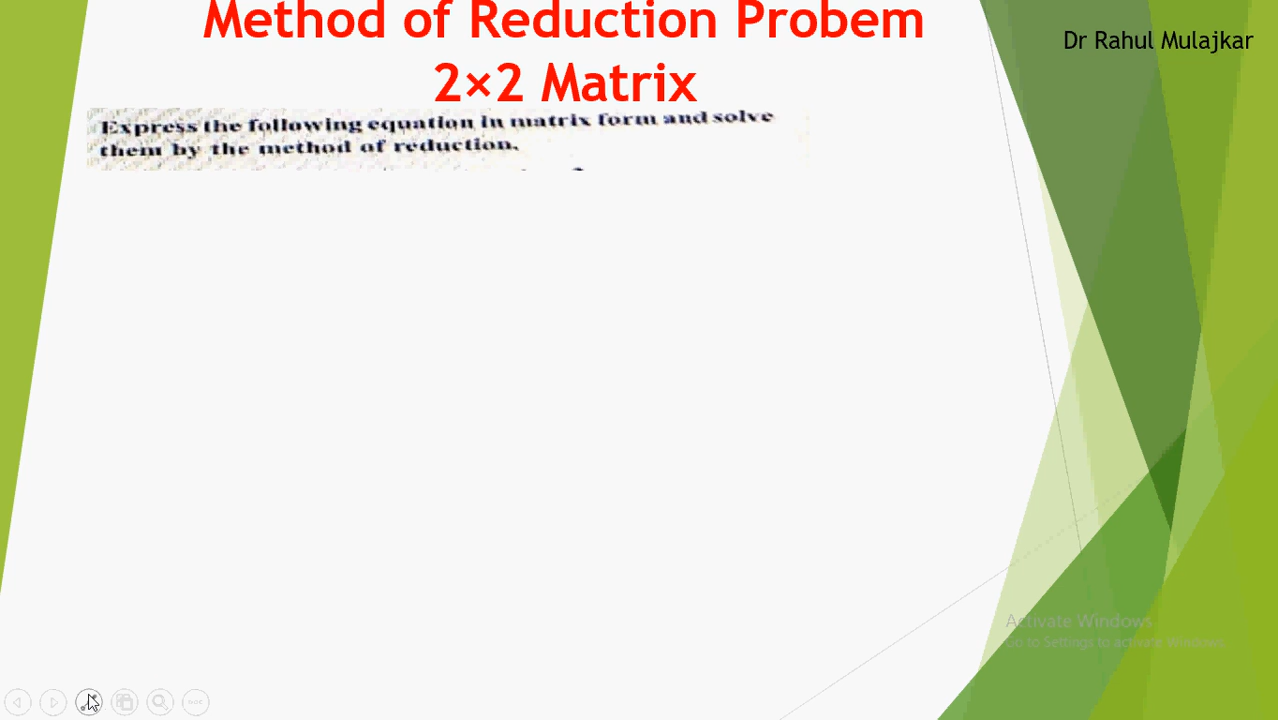 Method of Reduction Probem
2×2 Matrix
Dr Rahul Mulajkar
Express the following equation in matrix form and solve
them by the method of reduction.
Activate Windows
Go to Settings to activate Windows.